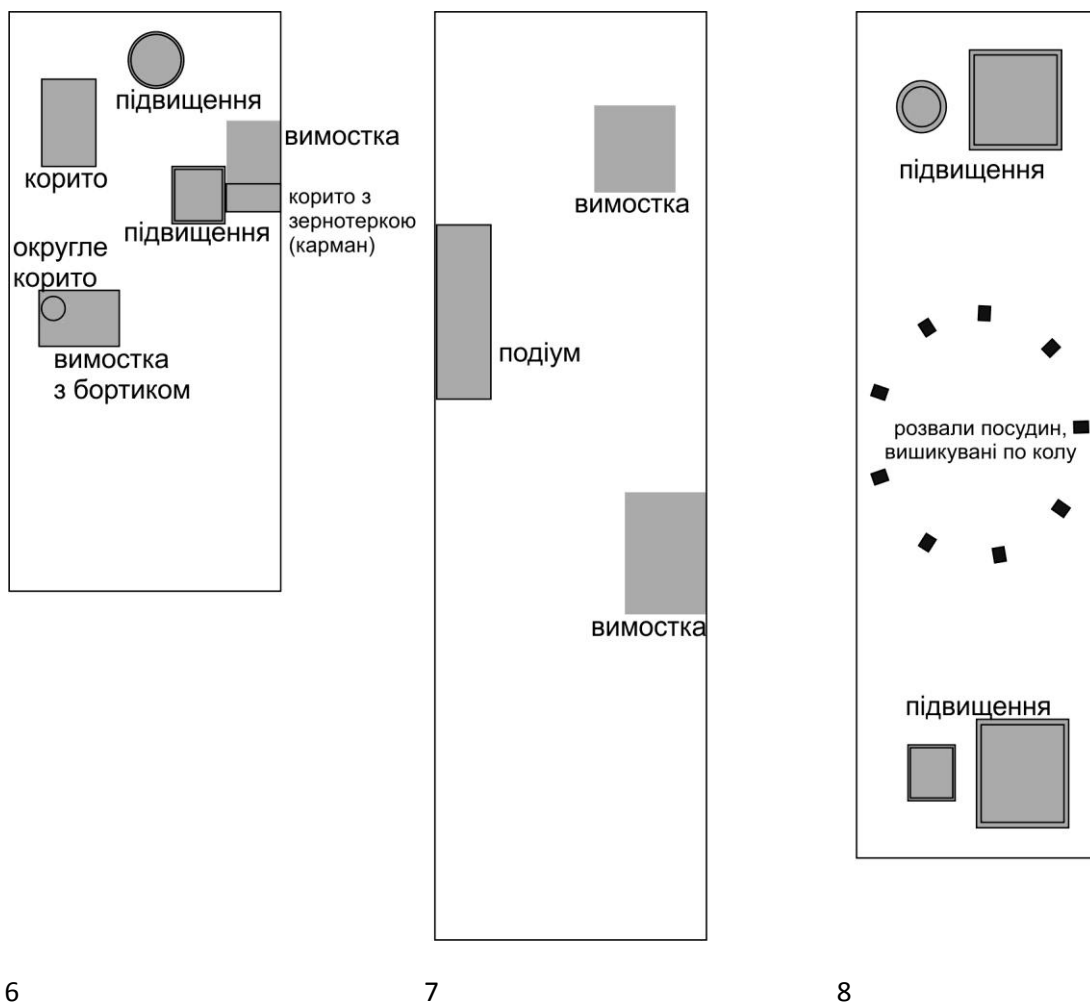 підвищення
вимостка
корито
корито з
зернотеркою
(карман)
підвищення
округле
корито
вимостка
з бортиком
6
вимостка
подіум
вимостка
7
підвищення
розвали посудин,
вишикувані по колу
підвищення
8